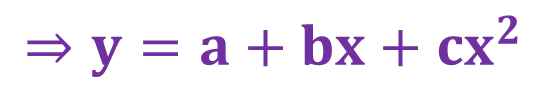 ⇒ y = a + bx + cx²